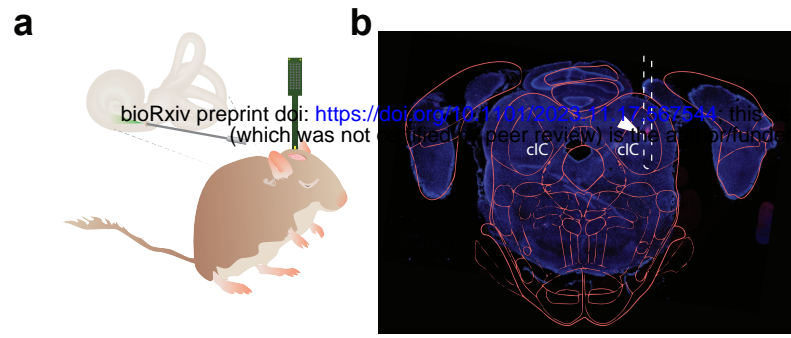 a
b
bioRxiv preprint doi: https://doi.org/10.1101/2023.11.17.567544; this
(which was not certified by peer review) is the author/funde
cIC
cIC